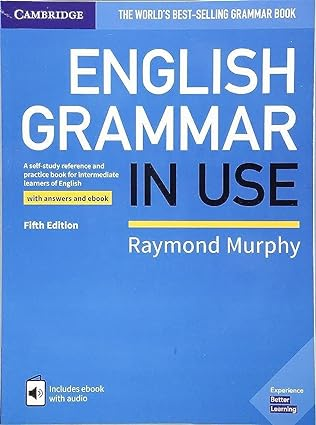 CAMBRIDGE
THE WORLD'S BEST-SELLING GRAMMAR BOOK
ENGLISH
GRAMMAR
IN USE
A self-study reference and
practice book for intermediate
learners of English
with answers and ebook
Fifth Edition
Raymond Murphy
Includes ebook
with audio
Experience
Better
Learning